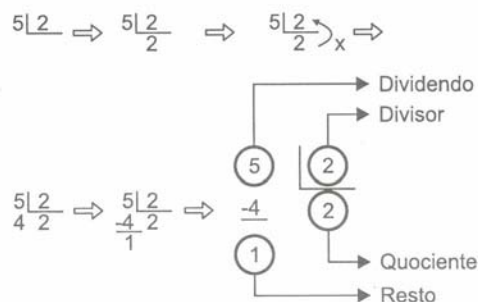 5 2 ⇨ 5 2 ⇨ 5 2 ⇨
2 2 x
Dividendo
Divisor
5 2
5 2 ⇨ 5 2 ⇨ -4 2
4 2 -4 2
1
1
Quociente
Resto